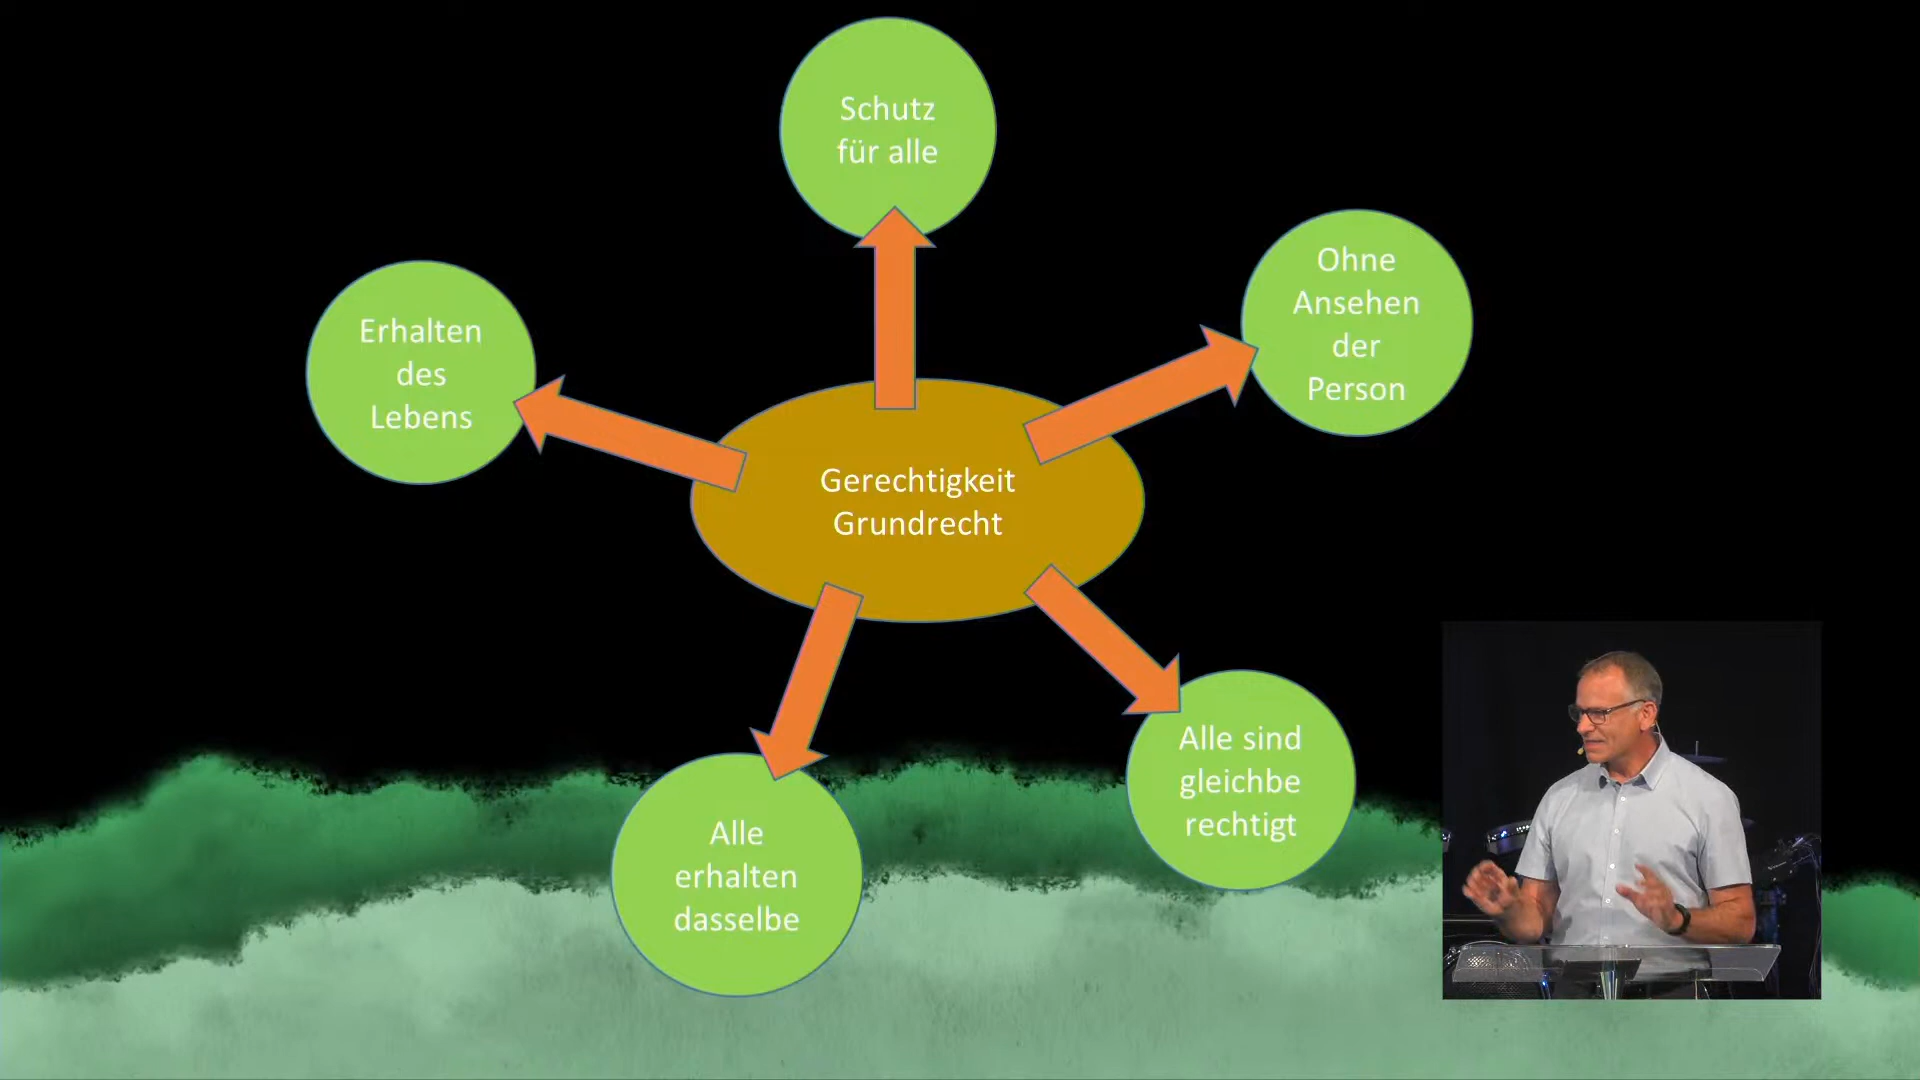 Schutz
für alle
Ohne
Ansehen
der
Person
Erhalten
des
Lebens
Gerechtigkeit
Grundrecht
Alle sind
gleichbe
rechtigt
Alle
erhalten
dasselbe